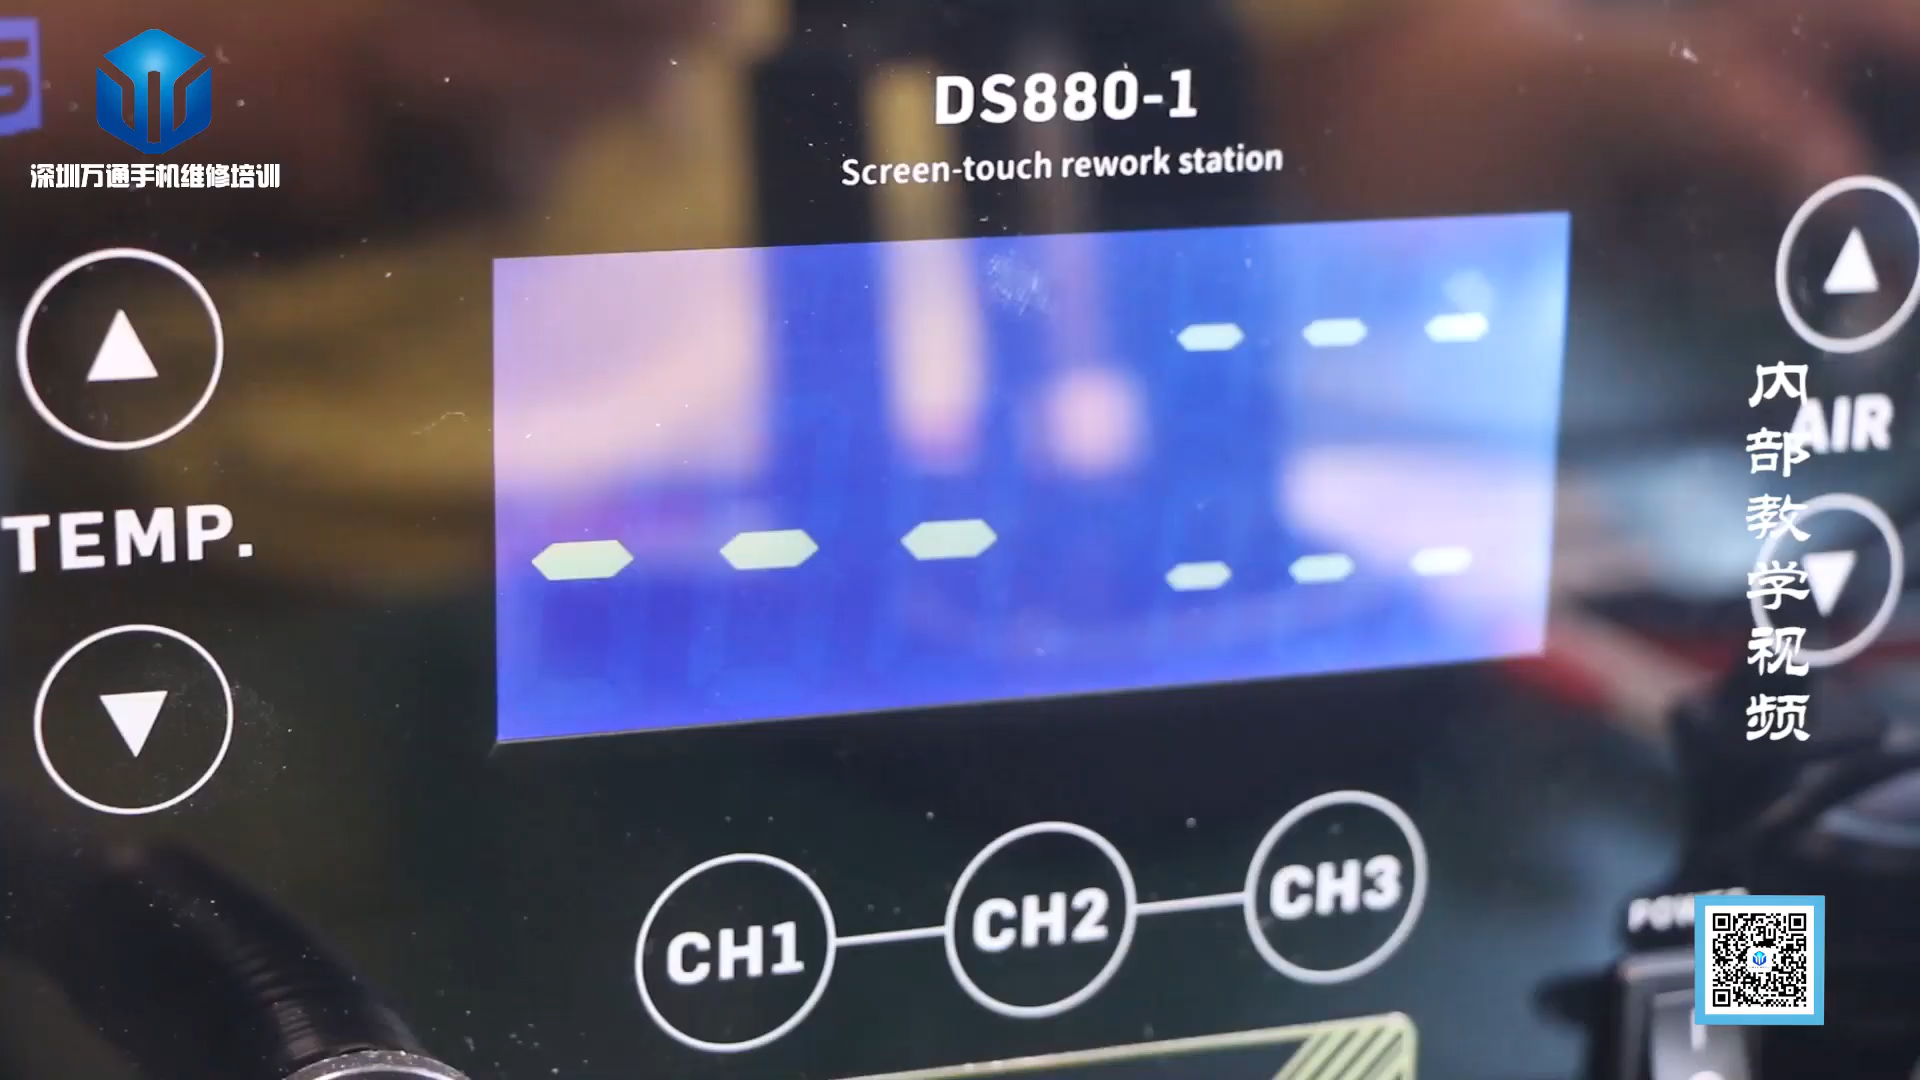 深圳万通手机维修培训
DS880-1
Screen-touch rework station
TEMP.
--- --- ---
AIR
内部教学视频
CH1
CH2
CH3